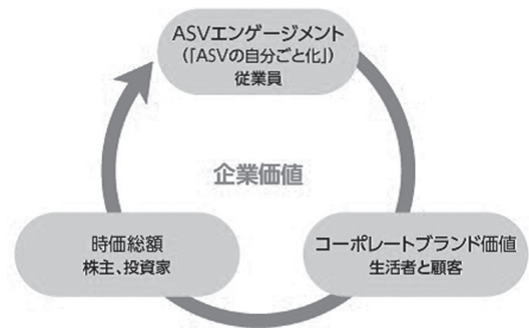 ASVエンゲージメント
(「ASVの自分ごと化」)
従業員
企業価値
時価総額
株主、投資家
コーポレートブランド価値
生活者と顧客